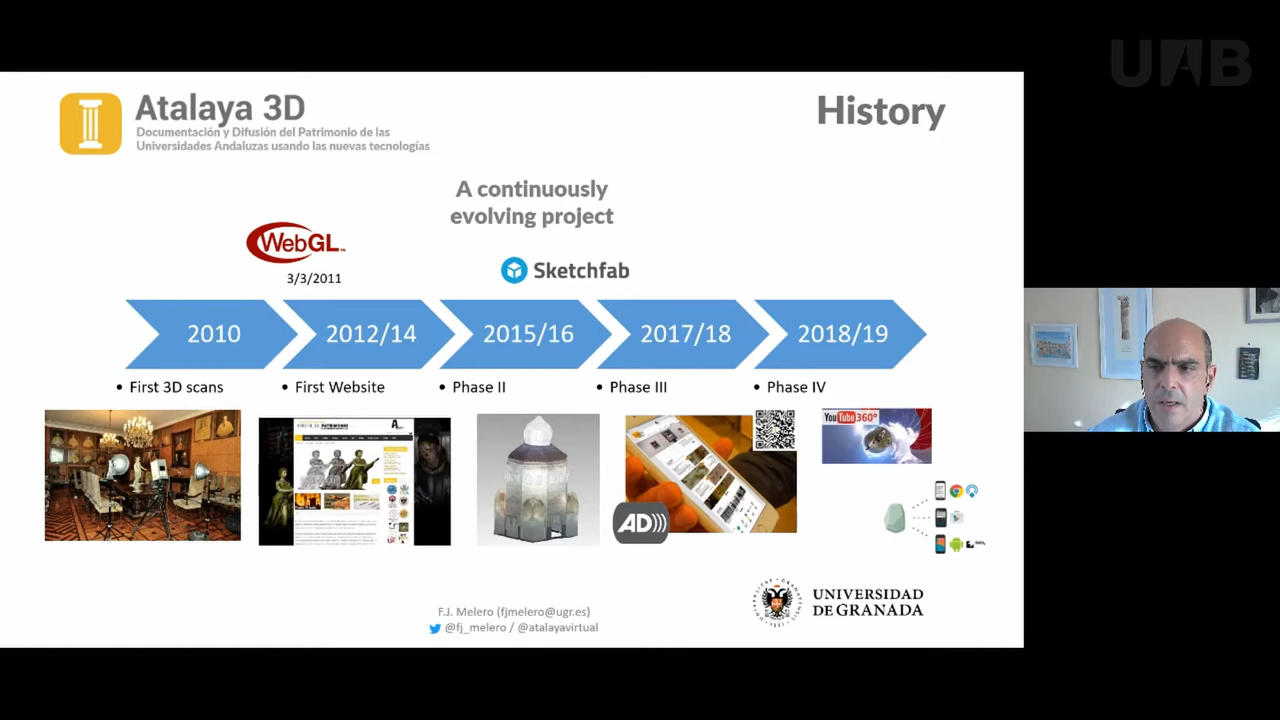 UAB
Atalaya 3D
Documentación y Difusión del Patrimonio de las
Universidades Andaluzas usando las nuevas tecnologías
History
A continuously
evolving project
WebGL™
3/3/2011
Sketchfab
2010
2012/14
2015/16
2017/18
2018/19
• First 3D scans
• First Website
• Phase II
• Phase III
• Phase IV
YouTube 360°
AD
UNIVERSIDAD
DE GRANADA
F.J. Melero (fjmelero@ugr.es)
@fj_melero / @atalayavirtual